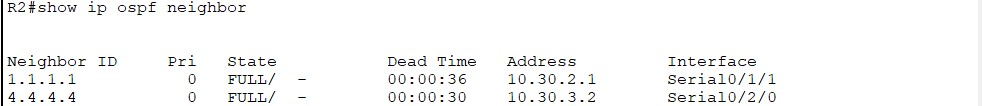 R2#show ip ospf neighbor
Neighbor ID     Pri   State           Dead Time   Address         Interface
1.1.1.1           0   FULL/  -        00:00:36    10.30.2.1       Serial0/1/1
4.4.4.4           0   FULL/  -        00:00:30    10.30.3.2       Serial0/2/0